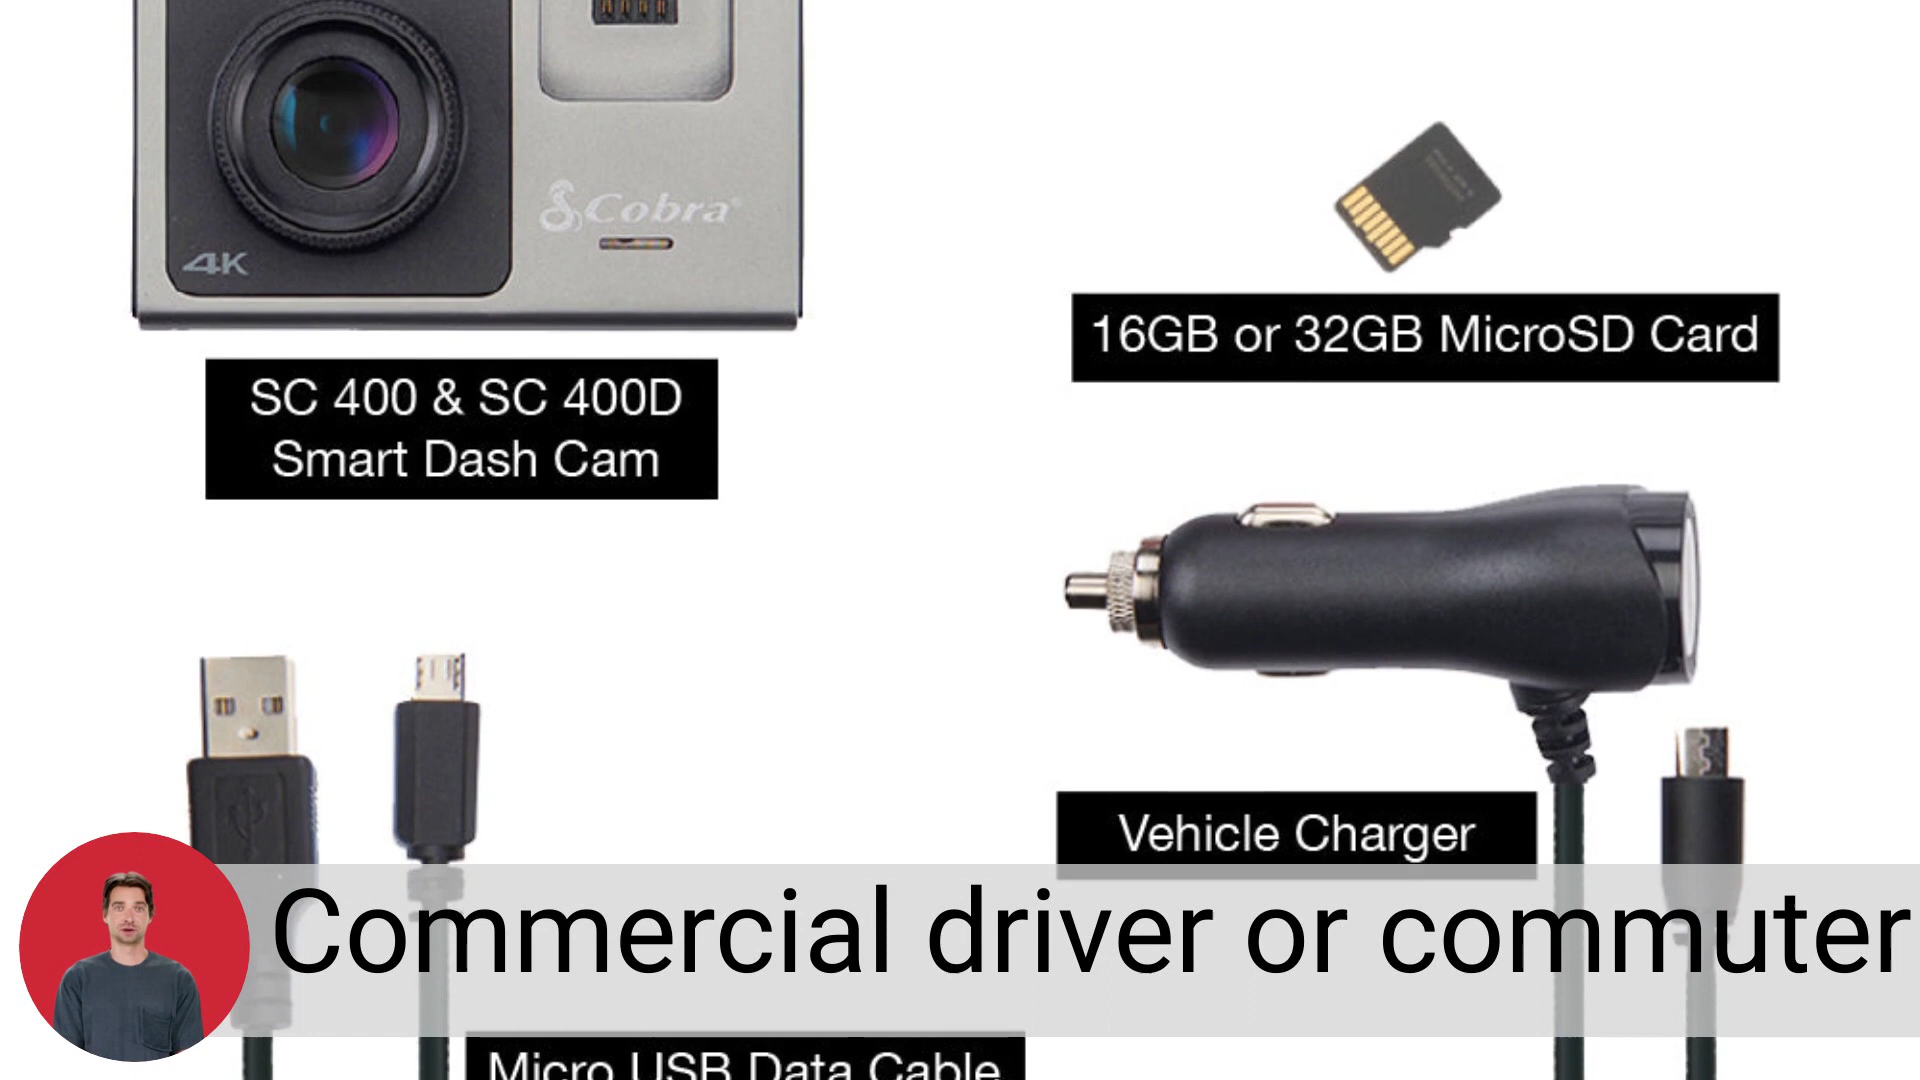 Cobra
4K
16GB or 32GB MicroSD Card
SC 400 & SC 400D
Smart Dash Cam
Vehicle Charger
Commercial driver or commuter
Micro USB Data Cable